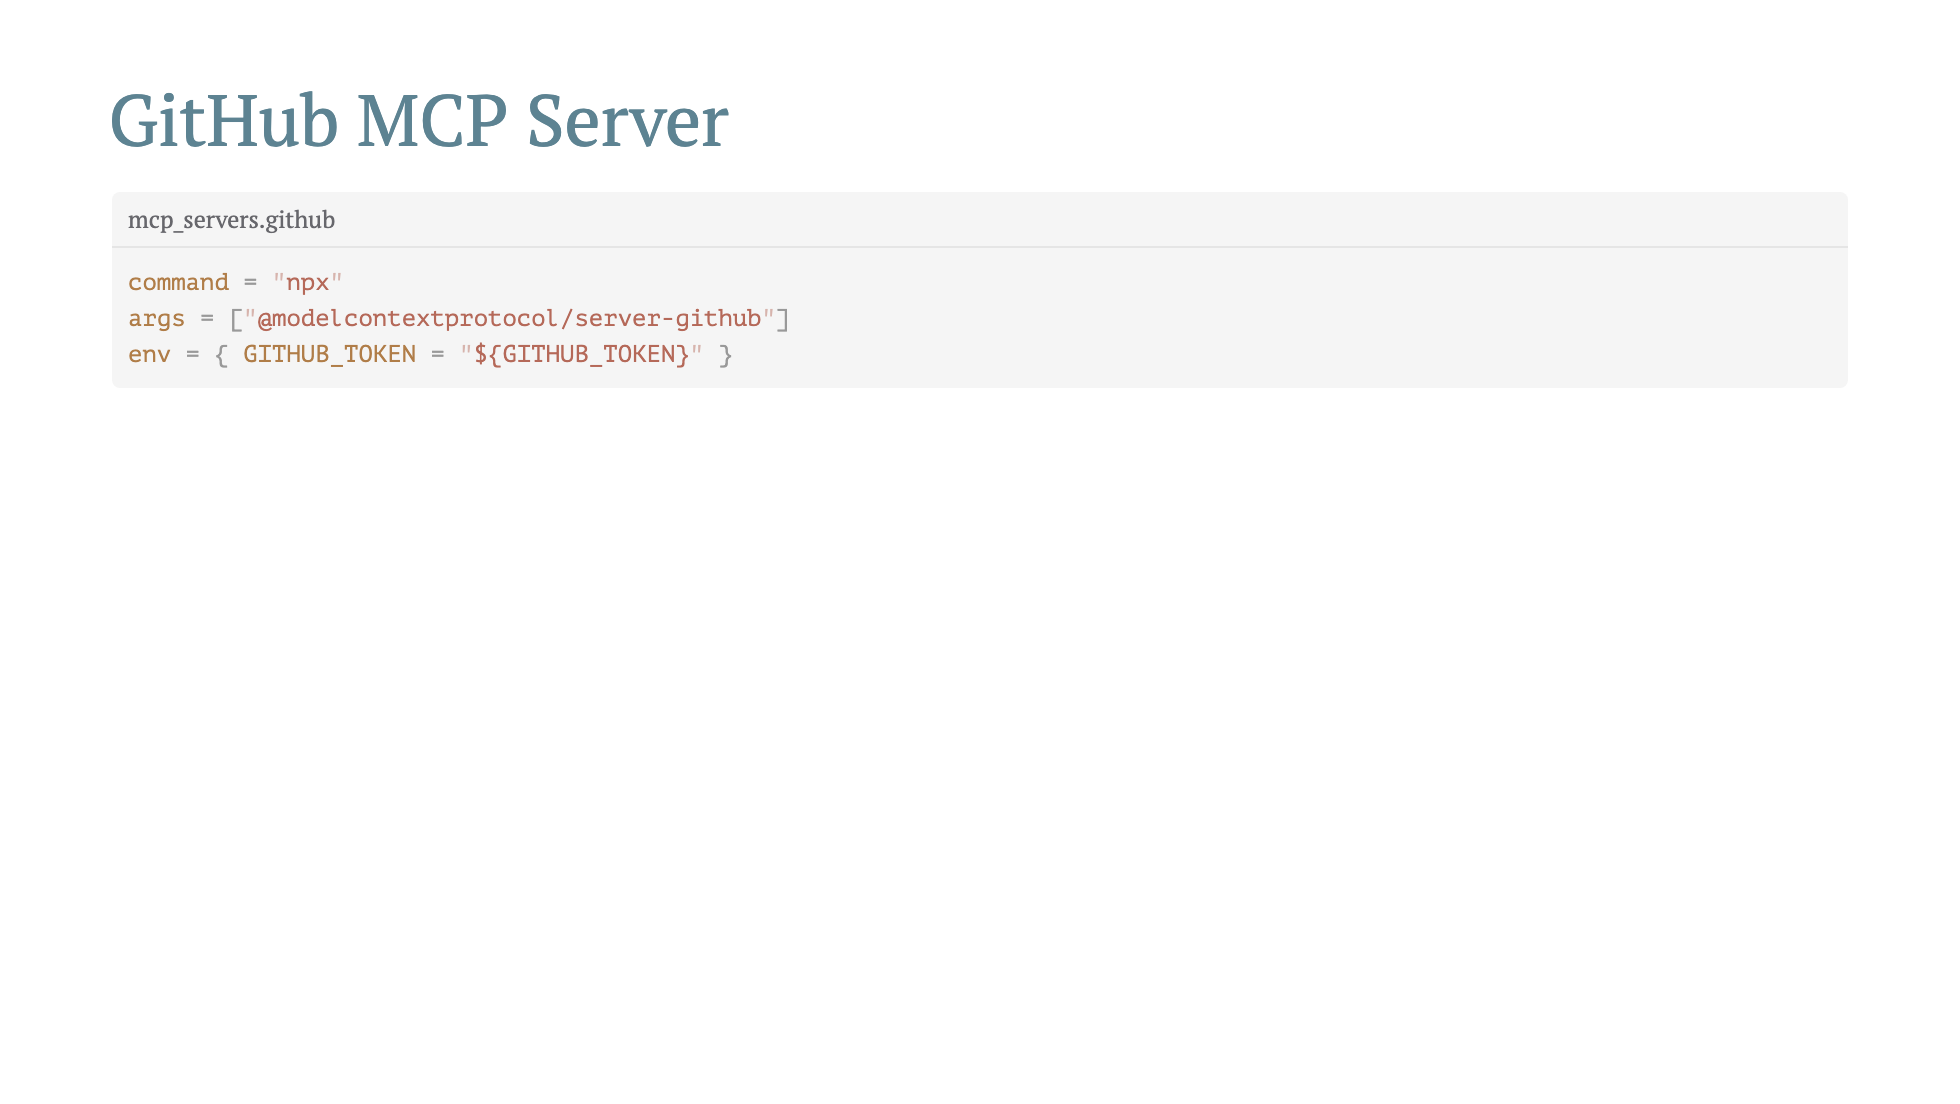 GitHub MCP Server
mcp_servers.github
command = "npx"
args = ["@modelcontextprotocol/server-github"]
env = { GITHUB_TOKEN = "${GITHUB_TOKEN}" }